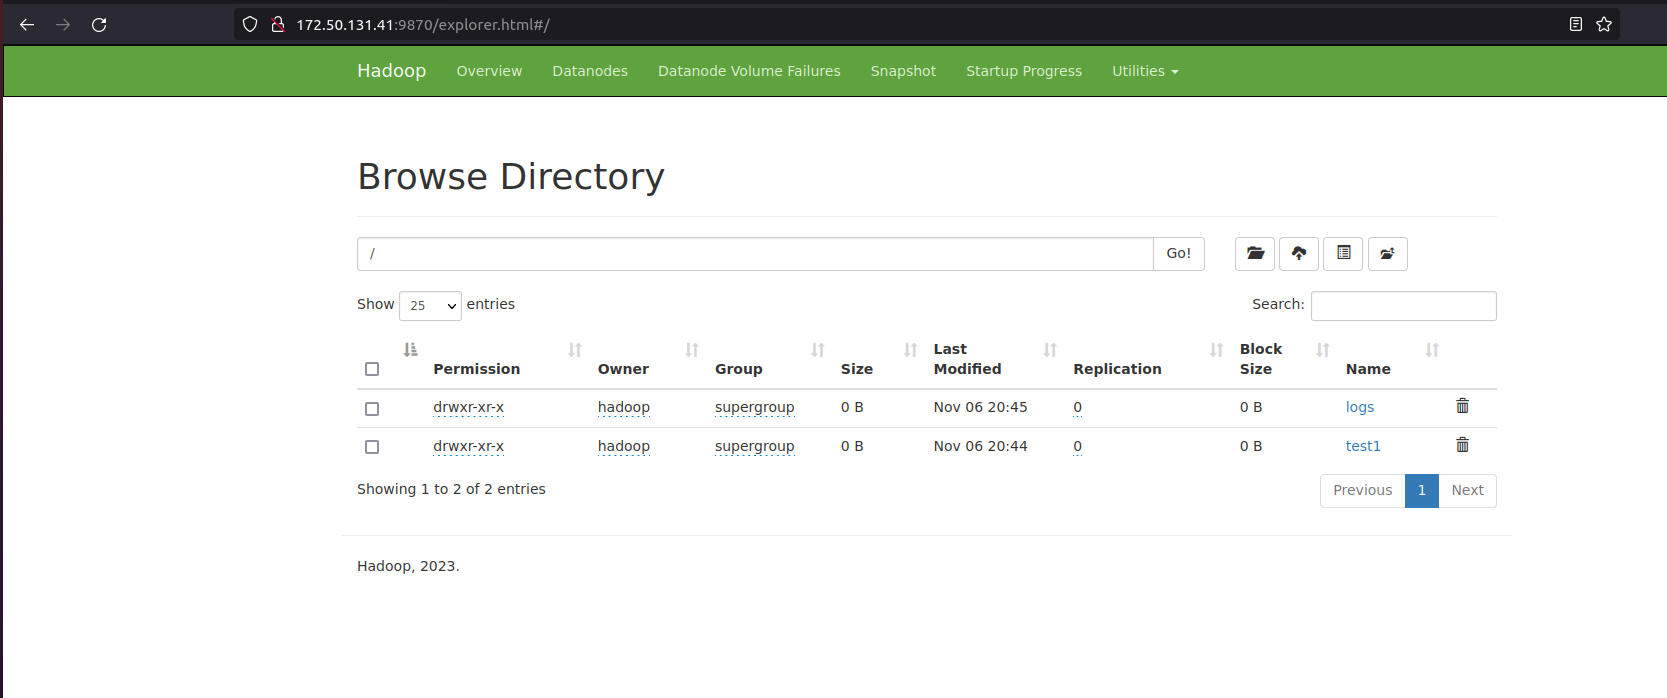 172.50.131.41:9870/explorer.html#/
Hadoop Overview Datanodes Datanode Volume Failures Snapshot Startup Progress Utilities
Browse Directory
/ Go!
Show 25 entries Search:
Permission Owner Group Size Last Modified Replication Block Size Name
drwxr-xr-x hadoop supergroup 0 B Nov 06 20:45 0 0 B logs
drwxr-xr-x hadoop supergroup 0 B Nov 06 20:44 0 0 B test1
Showing 1 to 2 of 2 entries Previous 1 Next
Hadoop, 2023.